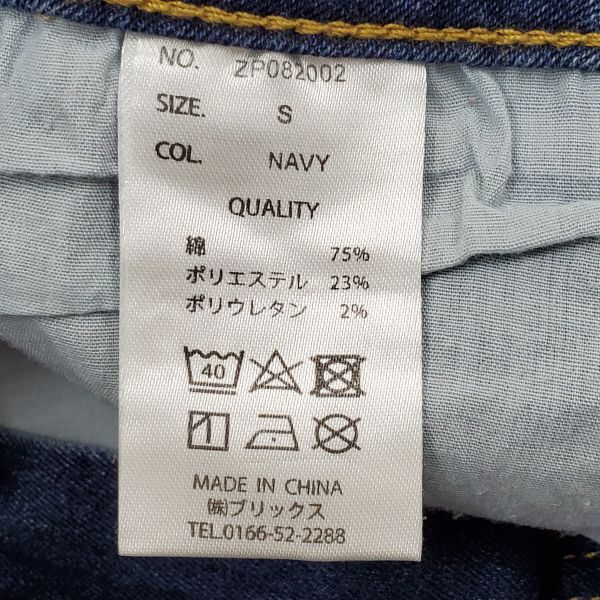 NO. ZP082002
SIZE. S
COL. NAVY
QUALITY
綿 75%
ポリエステル 23%
ポリウレタン 2%
40
MADE IN CHINA
㈱ブリックス
TEL.0166-52-2288